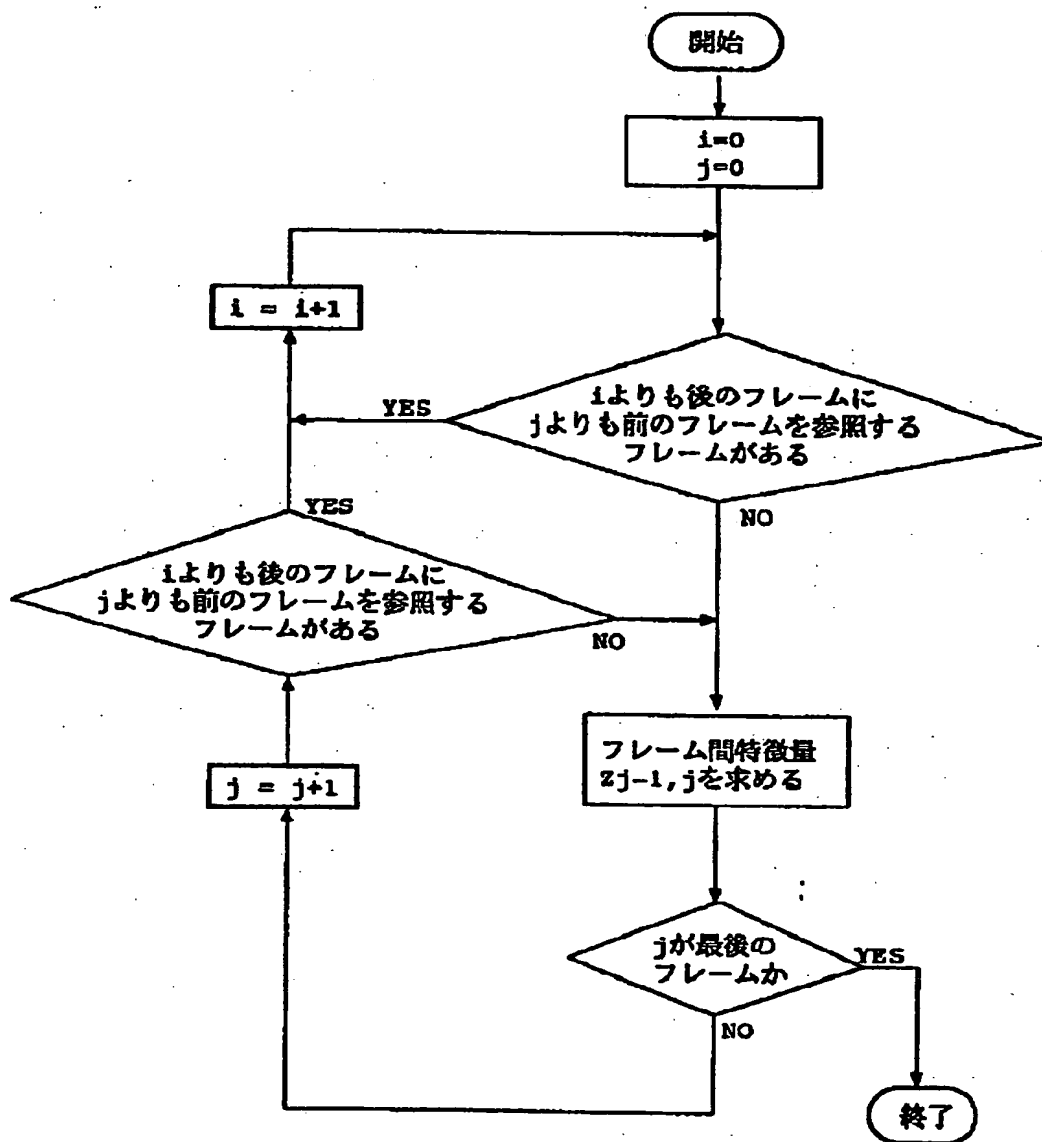 開始
i=0
j=0
i = i+1
iよりも後のフレームに
jよりも前のフレームを参照する
フレームがある
YES
NO
iよりも後のフレームに
jよりも前のフレームを参照する
フレームがある
YES
NO
フレーム間特徴量
Zj-1,jを求める
j = j+1
jが最後の
フレームか
YES
NO
終了